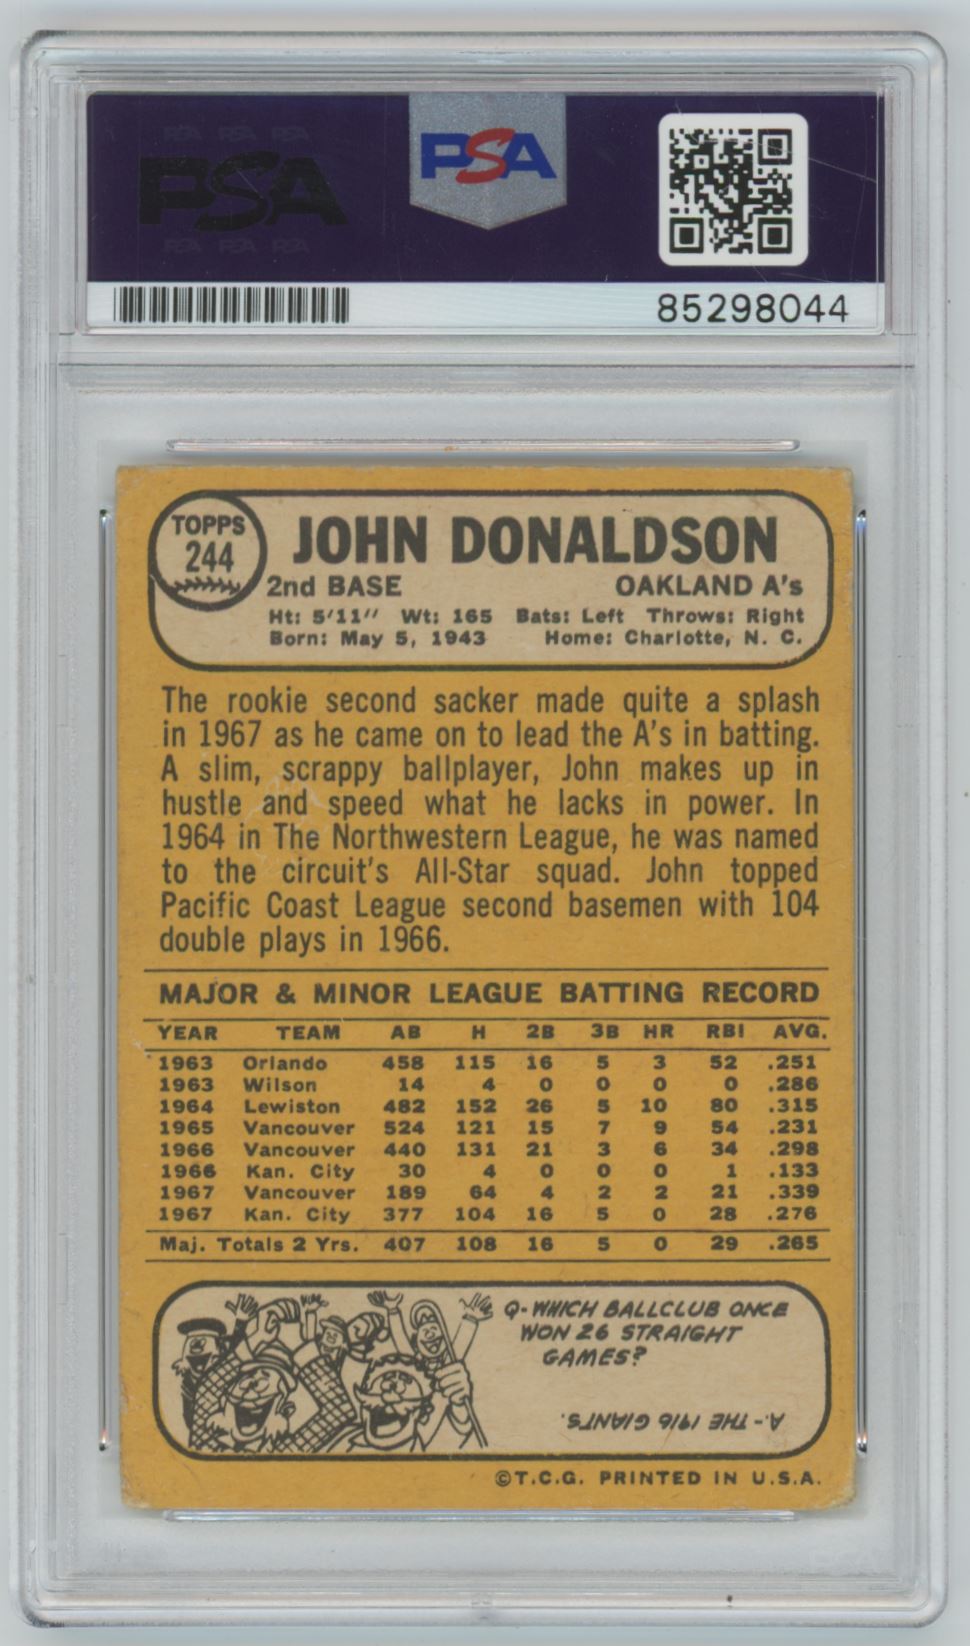 PSA PSA PSA
PSA
PSA PSA PSA
PSA
85298044
TOPPS
244
JOHN DONALDSON
2nd BASE OAKLAND A's
Ht: 5'11" Wt: 165 Bats: Left Throws: Right
Born: May 5, 1943 Home: Charlotte, N. C.
The rookie second sacker made quite a splash
in 1967 as he came on to lead the A's in batting.
A slim, scrappy ballplayer, John makes up in
hustle and speed what he lacks in power. In
1964 in The Northwestern League, he was named
to the circuit's All-Star squad. John topped
Pacific Coast League second basemen with 104
double plays in 1966.
MAJOR & MINOR LEAGUE BATTING RECORD
YEAR TEAM AB H 2B 3B HR RBI AVG.
1963 Orlando 458 115 16 5 3 52 .251
1963 Wilson 14 4 0 0 0 0 .286
1964 Lewiston 482 152 26 5 10 80 .315
1965 Vancouver 524 121 15 7 9 54 .231
1966 Vancouver 440 131 21 3 6 34 .298
1966 Kan. City 30 4 0 0 0 1 .133
1967 Vancouver 189 64 4 2 2 21 .339
1967 Kan. City 377 104 16 5 0 28 .276
Maj. Totals 2 Yrs. 407 108 16 5 0 29 .265
Q- WHICH BALLCLUB ONCE
WON 26 STRAIGHT
GAMES?
A.- THE 1916 GIANTS.
©T.C.G. PRINTED IN U.S.A.